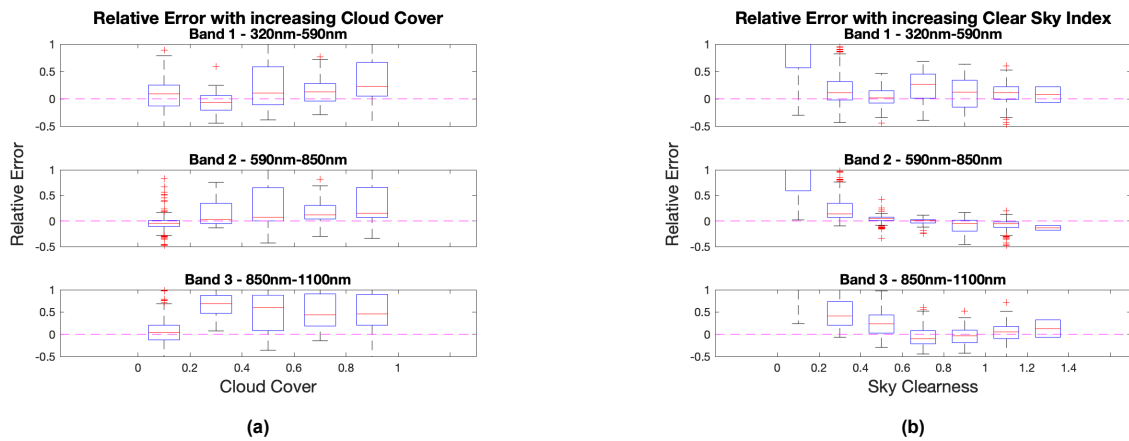 Relative Error with increasing Cloud Cover
Band 1 - 320nm-590nm
1
0.5
0
-0.5
Band 2 - 590nm-850nm
1
0.5
0
-0.5
Relative Error
Band 3 - 850nm-1100nm
1
0.5
0
-0.5
0 0.2 0.4 0.6 0.8 1
Cloud Cover
(a)
Relative Error with increasing Clear Sky Index
Band 1 - 320nm-590nm
1
0.5
0
-0.5
Band 2 - 590nm-850nm
1
0.5
0
-0.5
Relative Error
Band 3 - 850nm-1100nm
1
0.5
0
-0.5
0 0.2 0.4 0.6 0.8 1 1.2 1.4
Sky Clearness
(b)